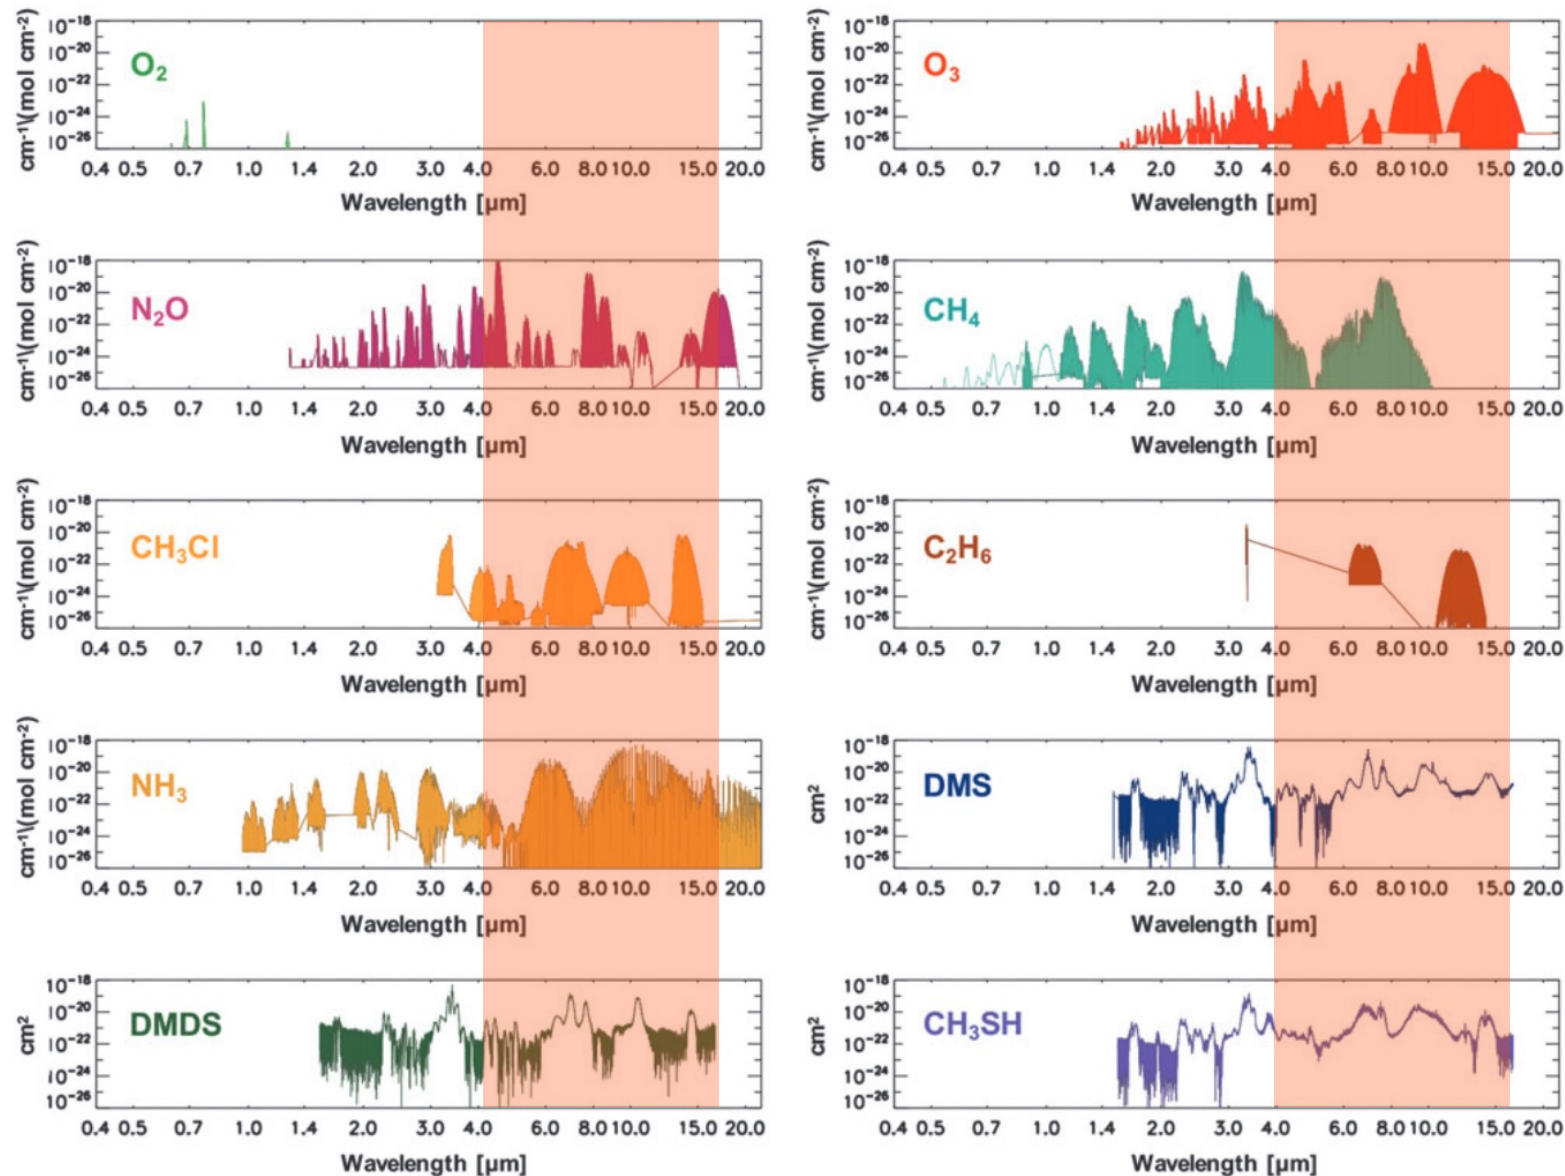 cm⁻¹\(mol cm⁻²)
10⁻¹⁸
10⁻²⁰
10⁻²²
10⁻²⁴
10⁻²⁶
O₂
0.4 0.5 0.7 1.0 1.4 2.0 3.0 4.0 6.0 8.0 10.0 15.0 20.0
Wavelength [µm]
cm⁻¹\(mol cm⁻²)
10⁻¹⁸
10⁻²⁰
10⁻²²
10⁻²⁴
10⁻²⁶
O₃
0.4 0.5 0.7 1.0 1.4 2.0 3.0 4.0 6.0 8.0 10.0 15.0 20.0
Wavelength [µm]
cm⁻¹\(mol cm⁻²)
10⁻¹⁸
10⁻²⁰
10⁻²²
10⁻²⁴
10⁻²⁶
N₂O
0.4 0.5 0.7 1.0 1.4 2.0 3.0 4.0 6.0 8.0 10.0 15.0 20.0
Wavelength [µm]
cm⁻¹\(mol cm⁻²)
10⁻¹⁸
10⁻²⁰
10⁻²²
10⁻²⁴
10⁻²⁶
CH₄
0.4 0.5 0.7 1.0 1.4 2.0 3.0 4.0 6.0 8.0 10.0 15.0 20.0
Wavelength [µm]
cm⁻¹\(mol cm⁻²)
10⁻¹⁸
10⁻²⁰
10⁻²²
10⁻²⁴
10⁻²⁶
CH₃Cl
0.4 0.5 0.7 1.0 1.4 2.0 3.0 4.0 6.0 8.0 10.0 15.0 20.0
Wavelength [µm]
cm⁻¹\(mol cm⁻²)
10⁻¹⁸
10⁻²⁰
10⁻²²
10⁻²⁴
10⁻²⁶
C₂H₆
0.4 0.5 0.7 1.0 1.4 2.0 3.0 4.0 6.0 8.0 10.0 15.0 20.0
Wavelength [µm]
cm⁻¹\(mol cm⁻²)
10⁻¹⁸
10⁻²⁰
10⁻²²
10⁻²⁴
10⁻²⁶
NH₃
0.4 0.5 0.7 1.0 1.4 2.0 3.0 4.0 6.0 8.0 10.0 15.0 20.0
Wavelength [µm]
cm²
10⁻¹⁸
10⁻²⁰
10⁻²²
10⁻²⁴
10⁻²⁶
DMS
0.4 0.5 0.7 1.0 1.4 2.0 3.0 4.0 6.0 8.0 10.0 15.0 20.0
Wavelength [µm]
cm²
10⁻¹⁸
10⁻²⁰
10⁻²²
10⁻²⁴
10⁻²⁶
DMDS
0.4 0.5 0.7 1.0 1.4 2.0 3.0 4.0 6.0 8.0 10.0 15.0 20.0
Wavelength [µm]
cm²
10⁻¹⁸
10⁻²⁰
10⁻²²
10⁻²⁴
10⁻²⁶
CH₃SH
0.4 0.5 0.7 1.0 1.4 2.0 3.0 4.0 6.0 8.0 10.0 15.0 20.0
Wavelength [µm]